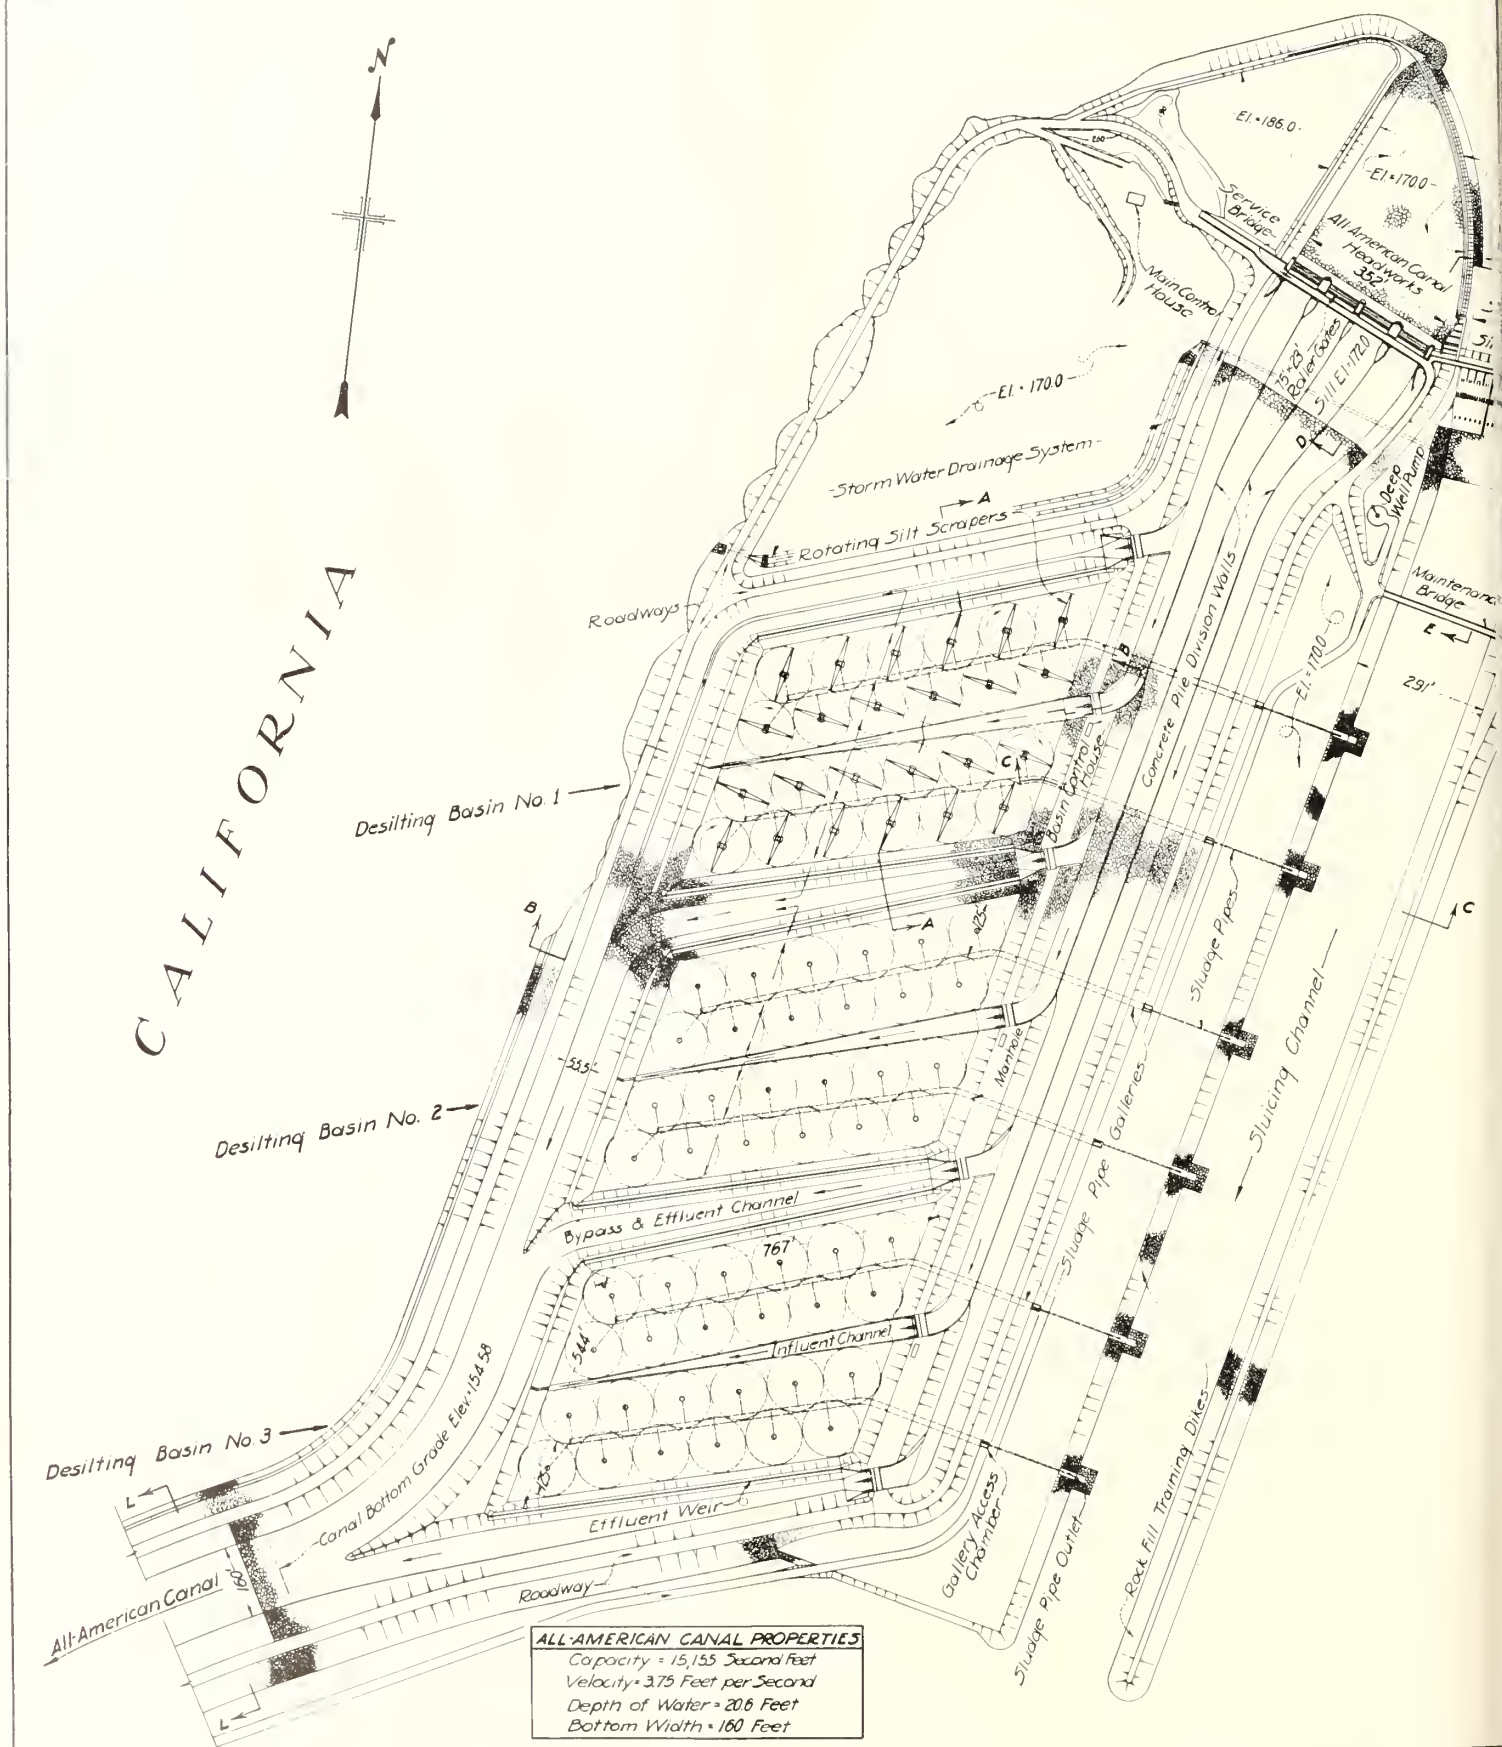 N
CALIFORNIA
El.=186.0
200
El.=170.0
Service
Bridge
All American Canal
Headworks
352'
Main Control
House
75'×23'
Roller Gates
Sill El.=172.0
El.=170.0
Storm Water Drainage System
A
Rotating Silt Scrapers
D
Deep
Well Pump
Roadways
Maintenanc
Bridge
E
291'
B
El.=170.0
Concrete Pile Division Walls
Basin Control
House
C
Desilting Basin No. 1
B
A
125'
C
Sludge Pipes
Sluicing Channel
555'
Manhole
Desilting Basin No. 2
Sludge Pipe Galleries
Bypass & Effluent Channel
767'
544'
Influent Channel
Canal Bottom Grade Elev.=154.58
Desilting Basin No. 3
L
125'
Effluent Weir
Gallery Access
Chamber
Sludge Pipe Outlet
Rock Fill Training Dikes
160'
All-American Canal
Roadway
L
ALL-AMERICAN CANAL PROPERTIES
Capacity = 15,155 Second Feet
Velocity = 3.75 Feet per Second
Depth of Water = 20.6 Feet
Bottom Width = 160 Feet